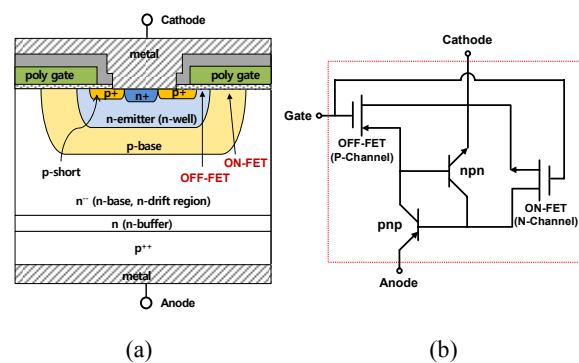 Cathode
metal
poly gate
poly gate
p+
n+
p+
n-emitter (n-well)
p-base
p-short
OFF-FET
ON-FET
n⁻⁻ (n-base, n-drift region)
n (n-buffer)
p⁺⁺
metal
Anode
(a)
Cathode
Gate
OFF-FET
(P-Channel)
npn
pnp
ON-FET
(N-Channel)
Anode
(b)